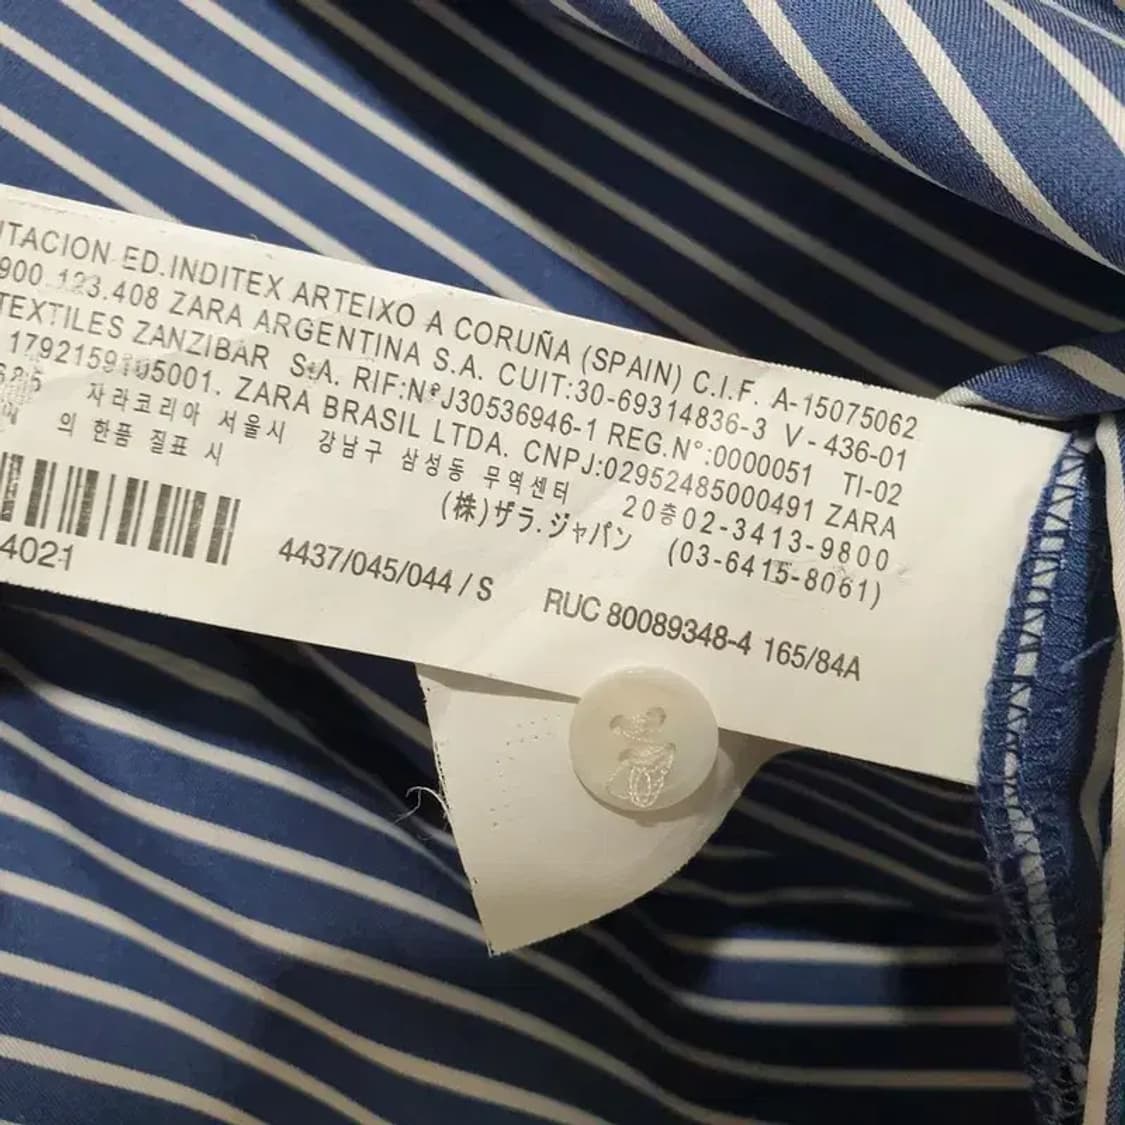 TACION ED.INDITEX ARTEIXO A CORUÑA (SPAIN) C.I.F. A-15075062
900.123.408 ZARA ARGENTINA S.A. CUIT:30-69314836-3 V-436-01
TEXTILES ZANZIBAR S.A. RIF:Nº J30536946-1 REG.N°:0000051 TI-02
1792159105001. ZARA BRASIL LTDA. CNPJ:02952485000491 ZARA
자라코리아 서울시 강남구 삼성동 무역센터 20층02-3413-9800
의 한품 질표 시 (株)ザラ.ジャパン (03-6415-8061)
4021 4437/045/044 / S RUC 80089348-4 165/84A